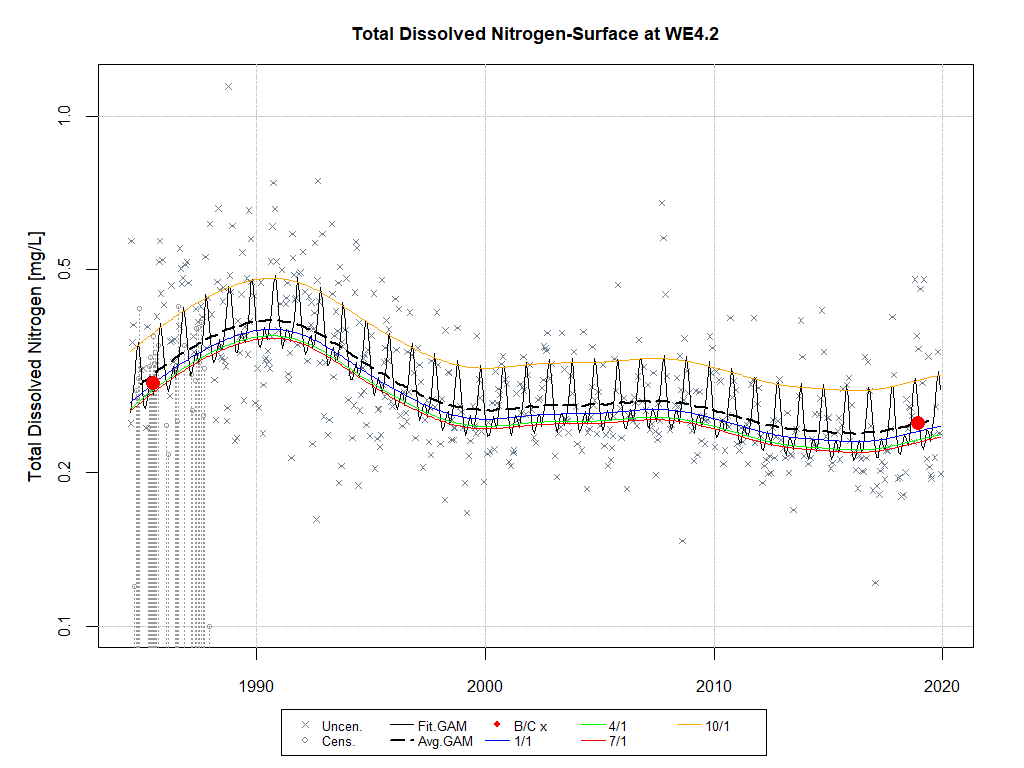 Total Dissolved Nitrogen-Surface at WE4.2
Total Dissolved Nitrogen [mg/L]
1.0
0.5
0.2
0.1
1990 2000 2010 2020
Uncen. Fit.GAM B/C x 4/1 10/1
Cens. Avg.GAM 1/1 7/1